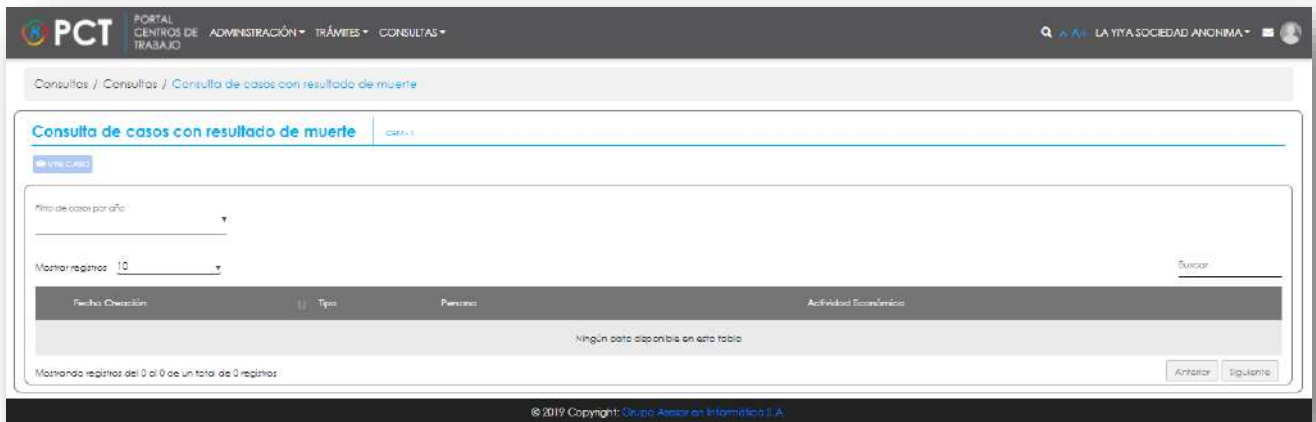 PCT
PORTAL
CENTROS DE
TRABAJO
ADMINISTRACIÓN TRÁMITES CONSULTAS
A A+ LA YIYA SOCIEDAD ANONIMA
Consultas / Consultas / Consulta de casos con resultado de muerte
Consulta de casos con resultado de muerte
VER CASO
Filtro de casos por año
Mostrar registros 10
Buscar
Fecha Creación Tipo Persona Actividad Económica
Ningún dato disponible en esta tabla
Mostrando registros del 0 al 0 de un total de 0 registros
Anterior Siguiente
© 2019 Copyright: Grupo Asesor en Informática S.A.